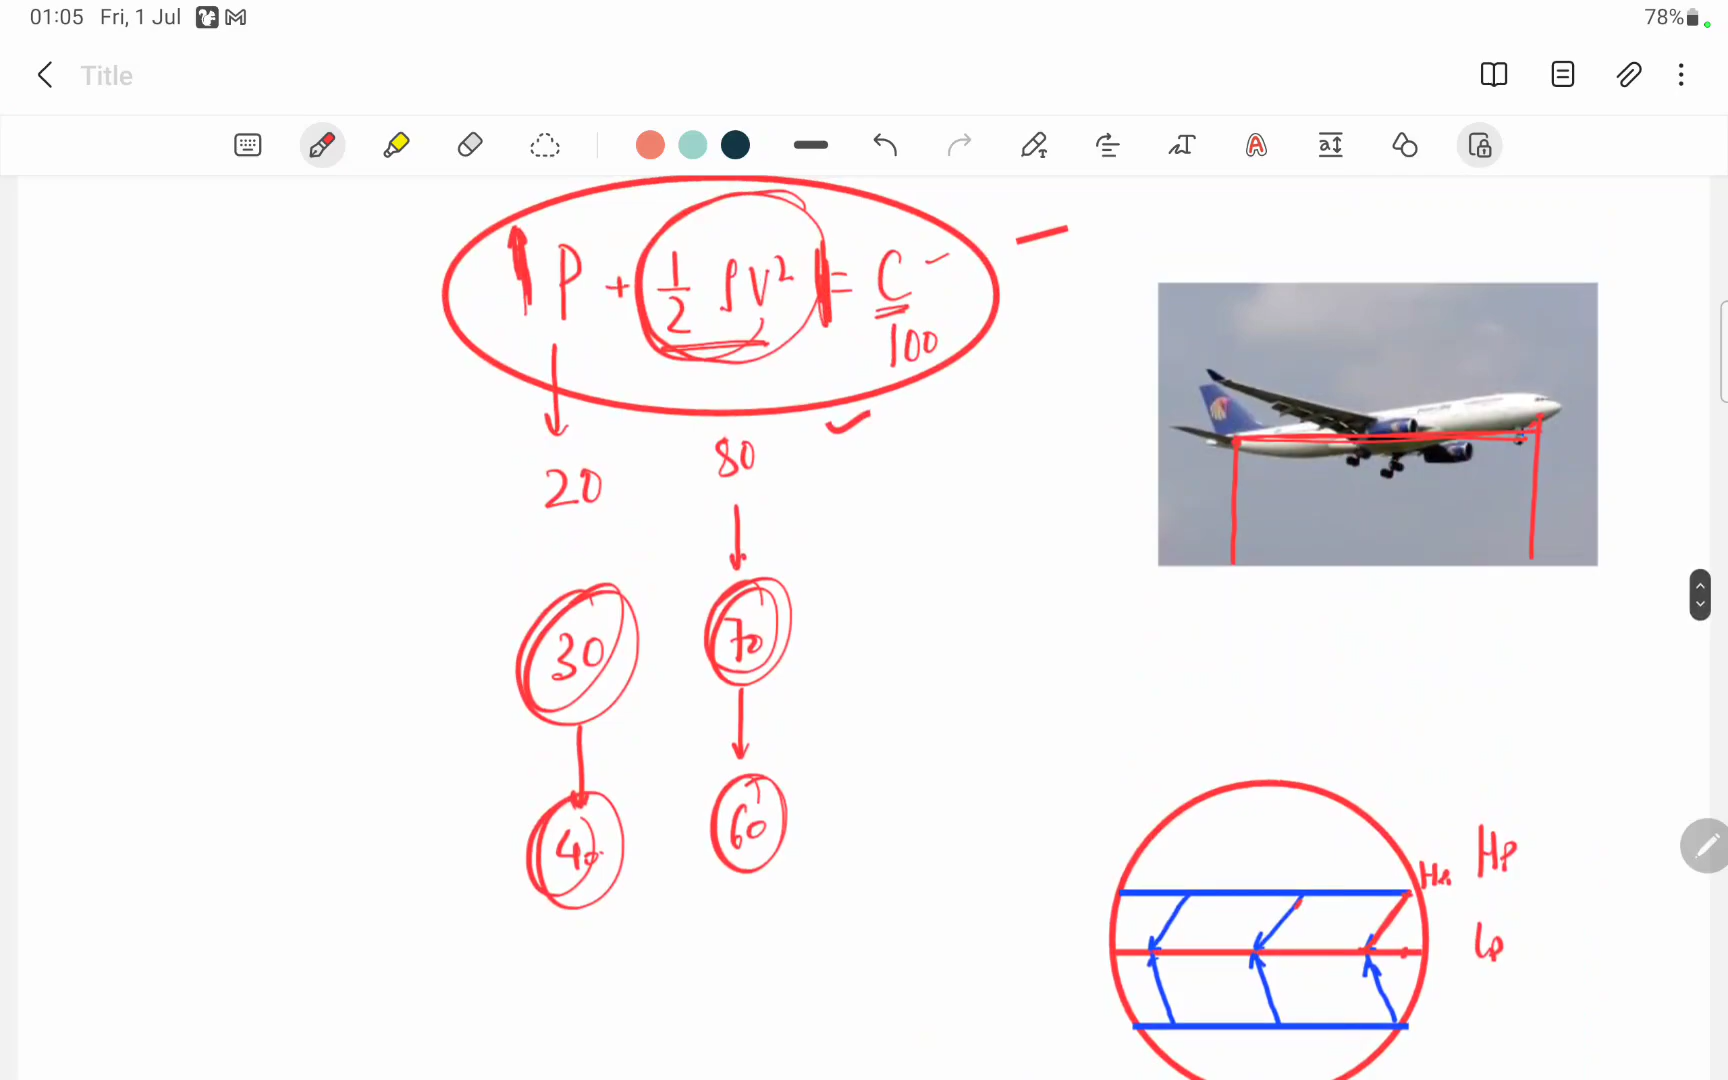 01:05 Fri, 1 Jul
78%
Title
P + 1/2 ρV² = C
100
20
80
30
70
40
60
Hp
Lp